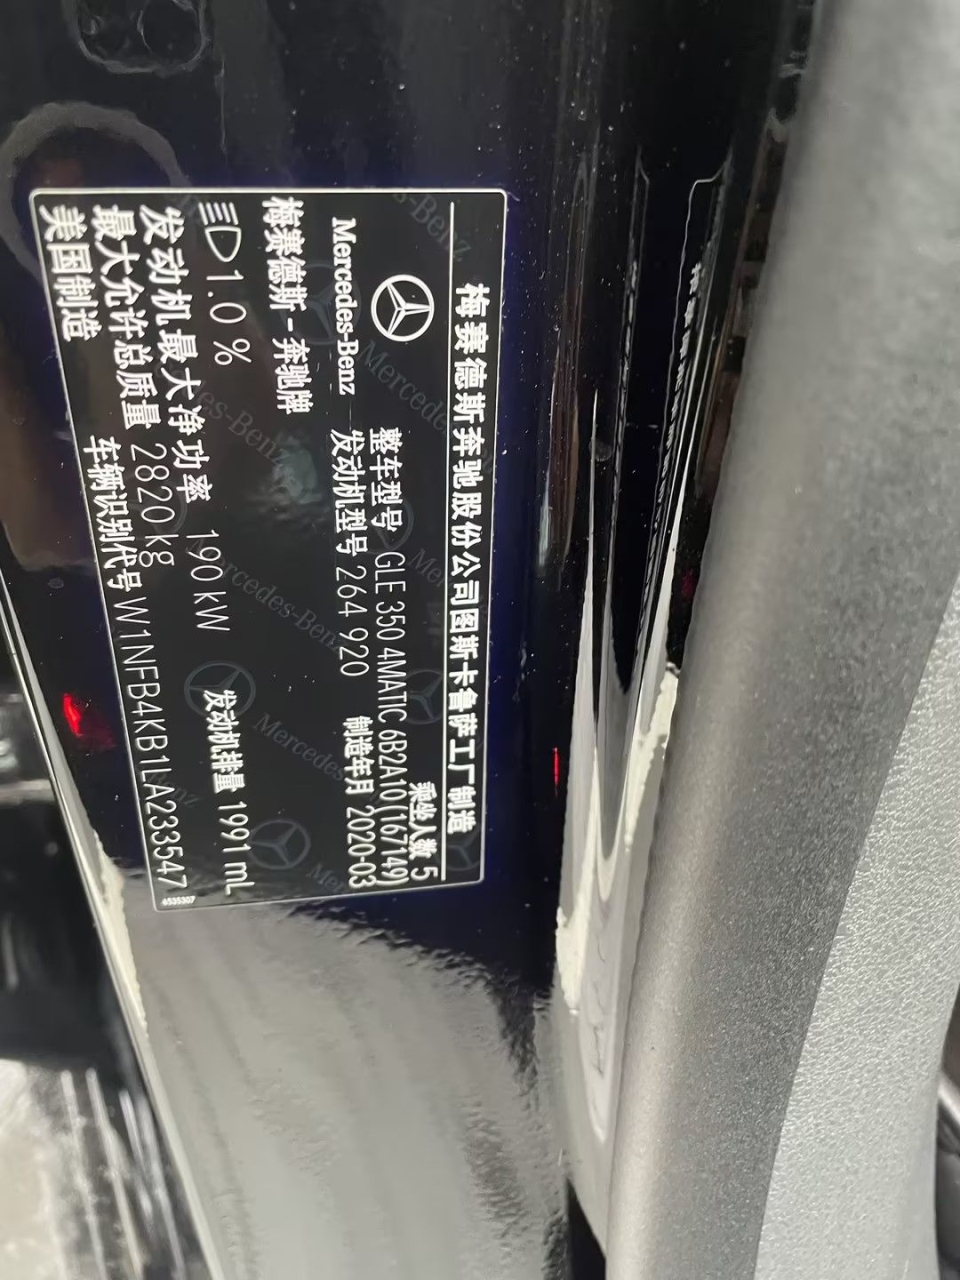 梅赛德斯奔驰股份公司图斯卡鲁萨工厂制造
乘坐人数 5
Mercedes-Benz
整车型号 GLE 350 4MATIC 6B2A10(167149)
发动机型号 264 920
制造年月 2020-03
梅赛德斯-奔驰牌
1.0 %
发动机排量 1991 mL
发动机最大净功率 190 kW
最大允许总质量 2820 kg
美国制造
车辆识别代号 W1NFB4KB1LA233547
6535307